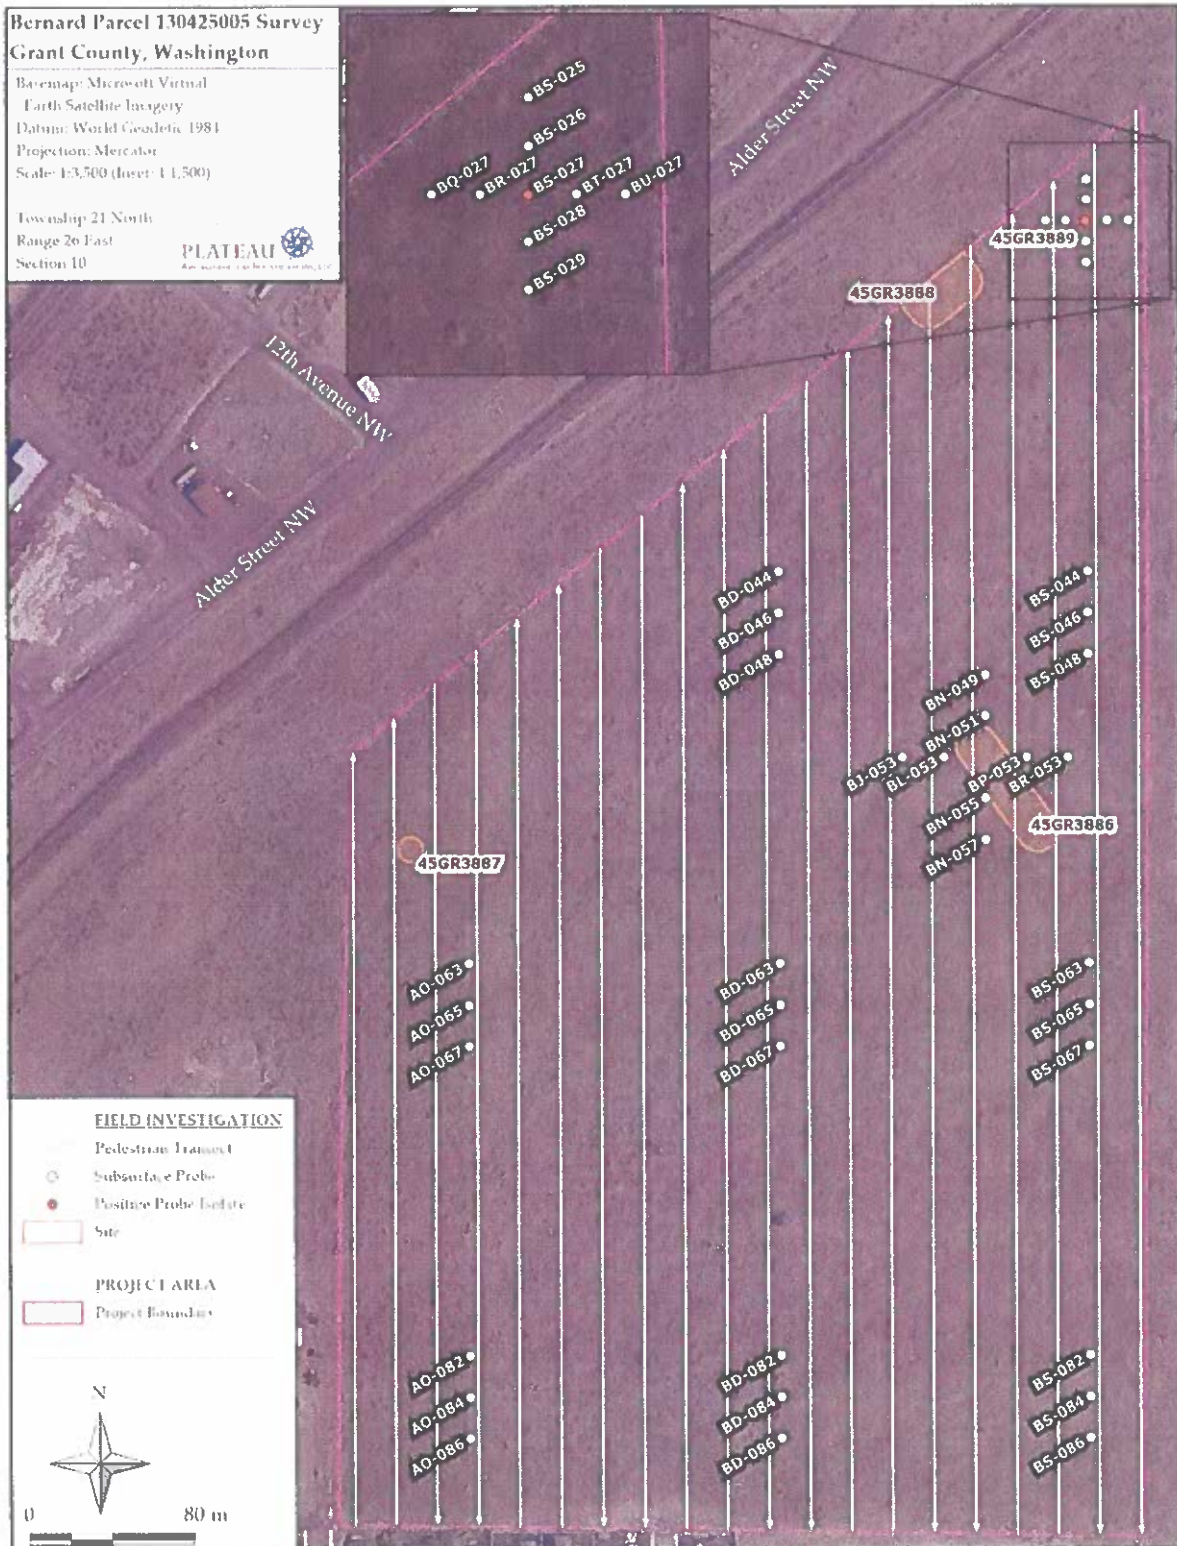 Bernard Parcel 130425005 Survey
Grant County, Washington
Basemap: Microsoft Virtual
Earth Satellite Imagery
Datum: World Geodetic 1984
Projection: Mercator
Scale: 1:3,500 (Inset: 1:1,500)
Township 21 North
Range 26 East
Section 10
PLATEAU
BS-025
BS-026
BQ-027
BR-027
BS-027
BT-027
BU-027
BS-028
BS-029
Alder Street NW
45GR3889
45GR3888
12th Avenue NW
Alder Street NW
BD-044
BD-046
BD-048
BS-044
BS-046
BS-048
BN-049
BN-051
BJ-053
BL-053
BP-053
BR-053
BN-055
BN-057
45GR3886
45GR3887
AO-063
AO-065
AO-067
BD-063
BD-065
BD-067
BS-063
BS-065
BS-067
FIELD INVESTIGATION
Pedestrian Transect
Subsurface Probe
Positive Probe Isolate
Site
PROJECT AREA
Project Boundary
AO-082
AO-084
AO-086
BD-082
BD-084
BD-086
BS-082
BS-084
BS-086
N
0 80 m